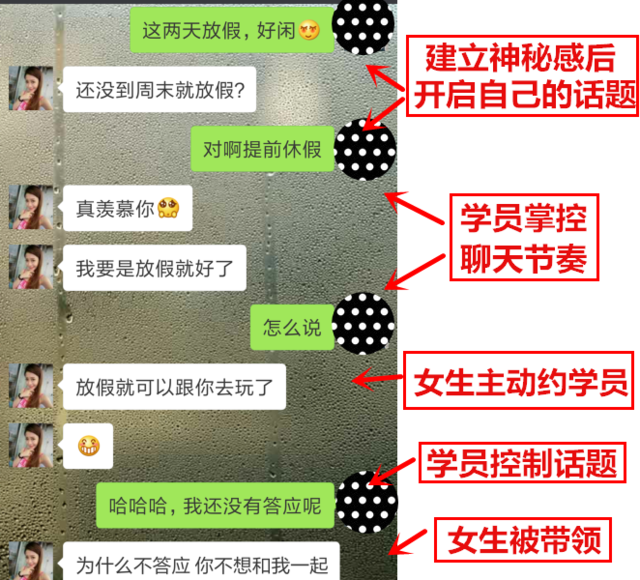 这两天放假，好闲
建立神秘感后
开启自己的话题
还没到周末就放假?
对啊提前休假
真羡慕你
学员掌控
聊天节奏
我要是放假就好了
怎么说
放假就可以跟你去玩了
女生主动约学员
学员控制话题
哈哈哈，我还没有答应呢
女生被带领
为什么不答应 你不想和我一起